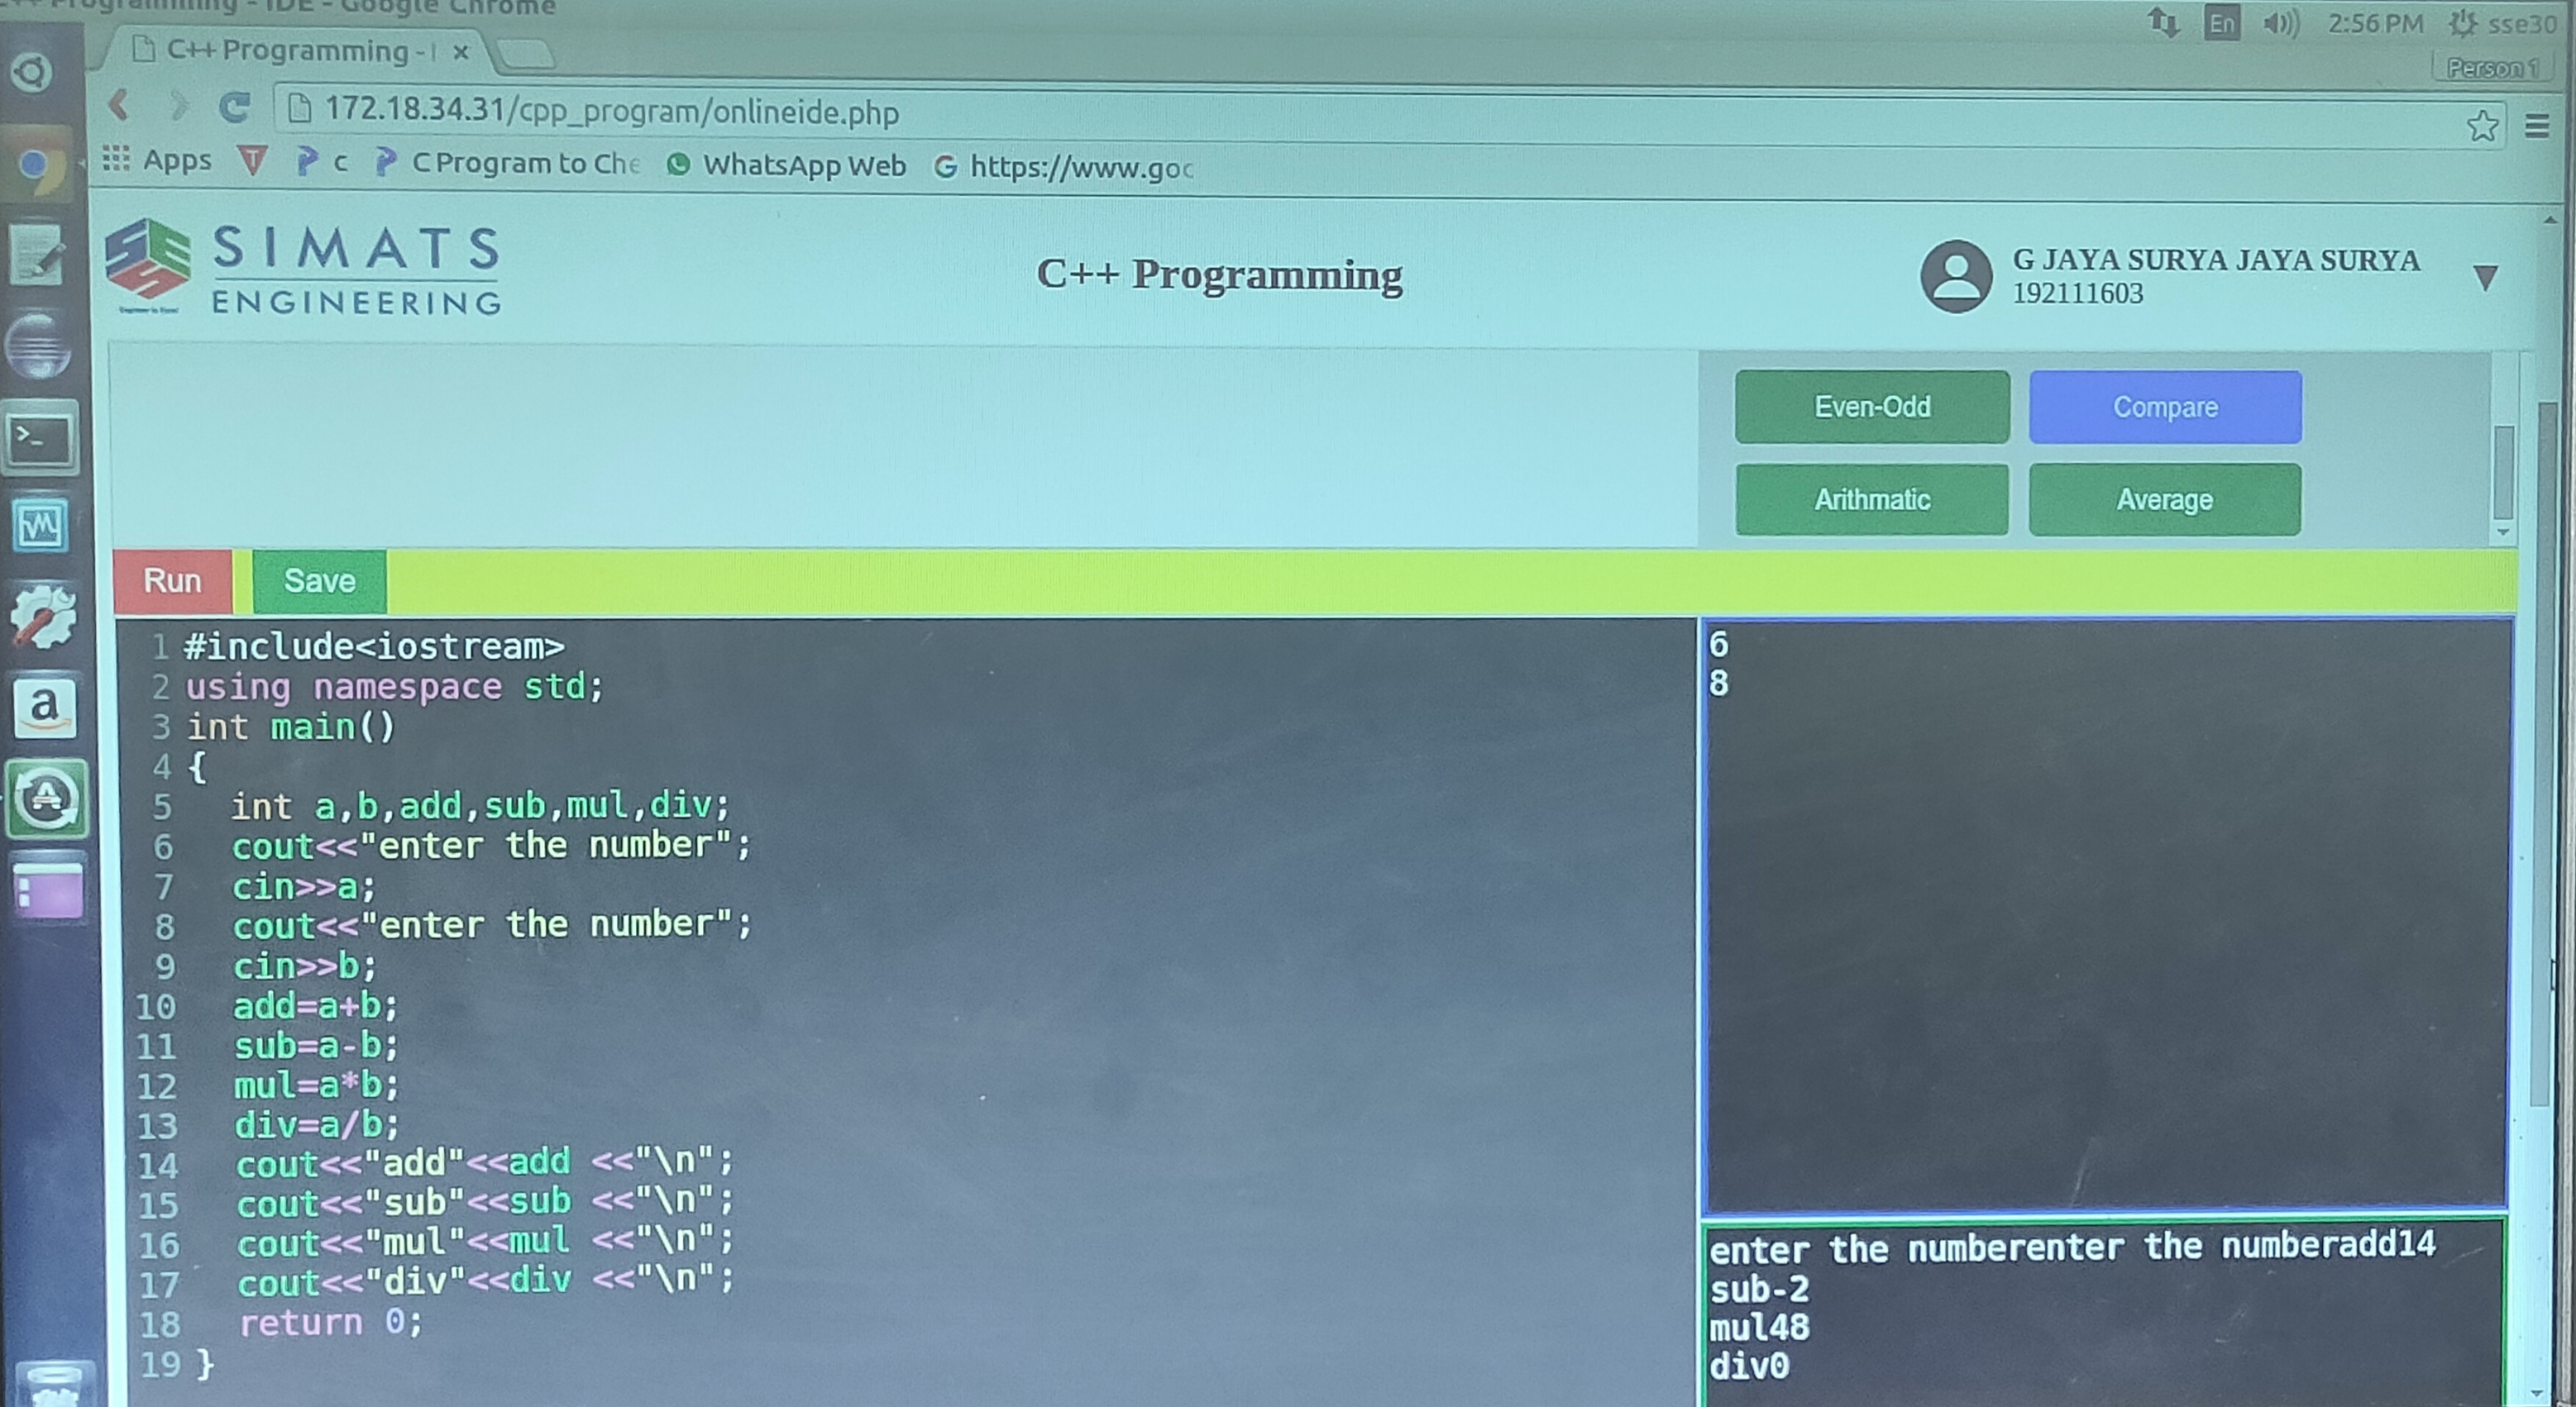 C++ Programming - IDE - Google Chrome
En
2:56 PM
sse30
C++ Programming - I
x
Person 1
172.18.34.31/cpp_program/onlineide.php
Apps
C
C Program to Che
WhatsApp Web
https://www.goo
SIMATS
ENGINEERING
C++ Programming
G JAYA SURYA JAYA SURYA
192111603
Even-Odd
Compare
Arithmatic
Average
Run
Save
1 #include<iostream>
2 using namespace std;
3 int main()
4 {
5 int a,b,add,sub,mul,div;
6 cout<<"enter the number";
7 cin>>a;
8 cout<<"enter the number";
9 cin>>b;
10 add=a+b;
11 sub=a-b;
12 mul=a*b;
13 div=a/b;
14 cout<<"add"<<add <<"\n";
15 cout<<"sub"<<sub <<"\n";
16 cout<<"mul"<<mul <<"\n";
17 cout<<"div"<<div <<"\n";
18 return 0;
19 }
6
8
enter the numberenter the numberadd14
sub-2
mul48
div0